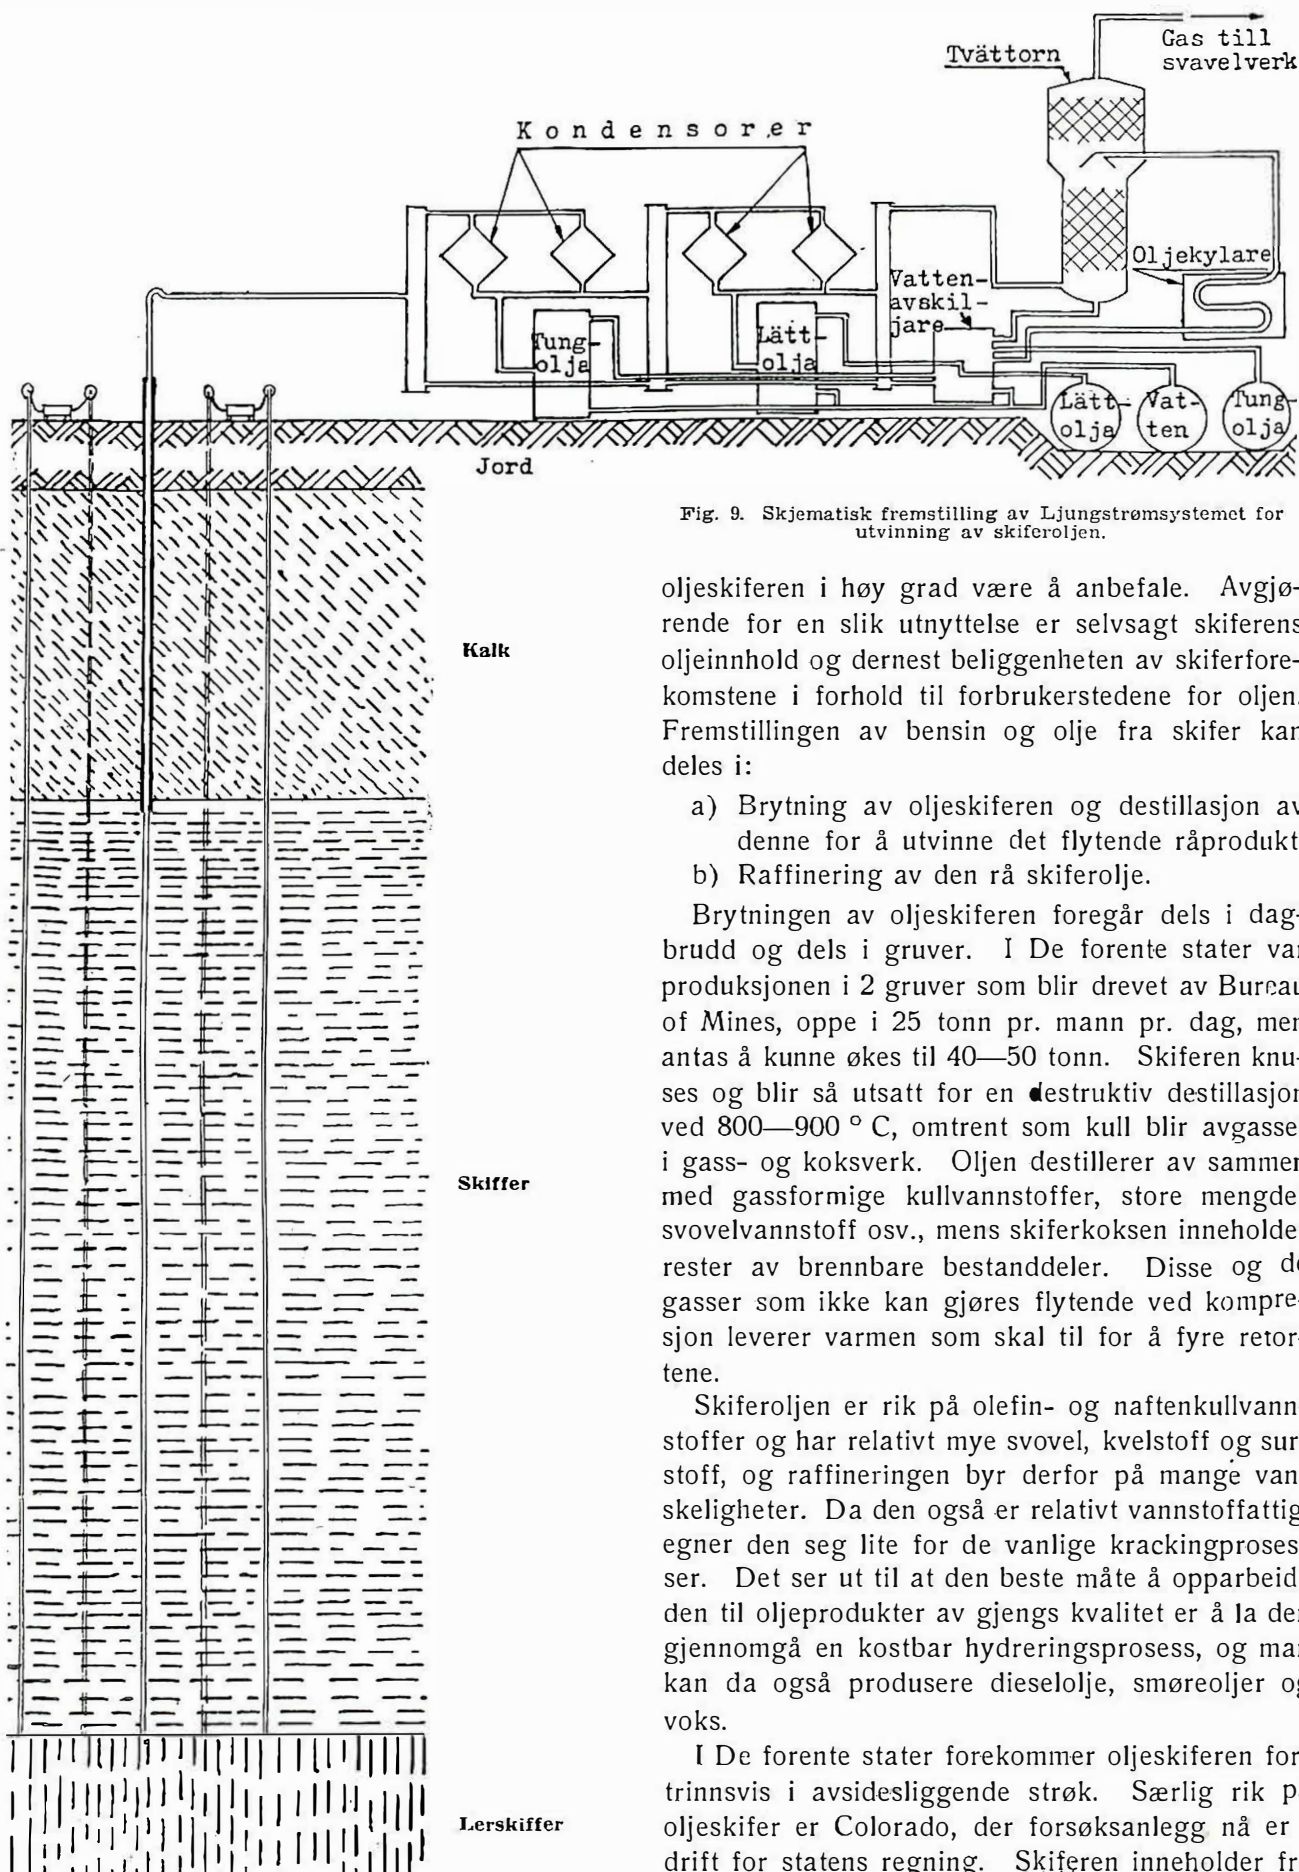 Gas till
svavelverk
Tvättorn
Kondensorer
Oljekylare
Vatten-
avskil-
jare
Tung-
olja
Lätt-
olja
Lätt-
olja
Vat-
ten
Tung-
olja
Jord
Kalk
Skiffer
Lerskiffer
Fig. 9. Skjematisk fremstilling av Ljungstrømsystemet for
utvinning av skiferoljen.
oljeskiferen i høy grad være å anbefale. Avgjø-
rende for en slik utnyttelse er selvsagt skiferens
oljeinnhold og dernest beliggenheten av skiferfore-
komstene i forhold til forbrukerstedene for oljen.
Fremstillingen av bensin og olje fra skifer kan
deles i:
a) Brytning av oljeskiferen og destillasjon av
denne for å utvinne det flytende råprodukt
b) Raffinering av den rå skiferolje.
Brytningen av oljeskiferen foregår dels i dag-
brudd og dels i gruver. I De forente stater var
produksjonen i 2 gruver som blir drevet av Bureau
of Mines, oppe i 25 tonn pr. mann pr. dag, men
antas å kunne økes til 40—50 tonn. Skiferen knu-
ses og blir så utsatt for en destruktiv destillasjon
ved 800—900 ° C, omtrent som kull blir avgasse
i gass- og koksverk. Oljen destillerer av sammen
med gassformige kullvannstoffer, store mengde
svovelvannstoff osv., mens skiferkoksen inneholde
rester av brennbare bestanddeler. Disse og de
gasser som ikke kan gjøres flytende ved kompre-
sjon leverer varmen som skal til for å fyre retor-
tene.
Skiferoljen er rik på olefin- og naftenkullvann
stoffer og har relativt mye svovel, kvelstoff og sur
stoff, og raffineringen byr derfor på mange van
skeligheter. Da den også er relativt vannstoffattig
egner den seg lite for de vanlige krackingproses
ser. Det ser ut til at den beste måte å opparbeid
den til oljeprodukter av gjengs kvalitet er å la den
gjennomgå en kostbar hydreringsprosess, og man
kan da også produsere dieselolje, smøreoljer og
voks.
I De forente stater forekommer oljeskiferen for
trinnsvis i avsidesliggende strøk. Særlig rik på
oljeskifer er Colorado, der forsøksanlegg nå er i
drift for statens regning. Skiferen inneholder fra